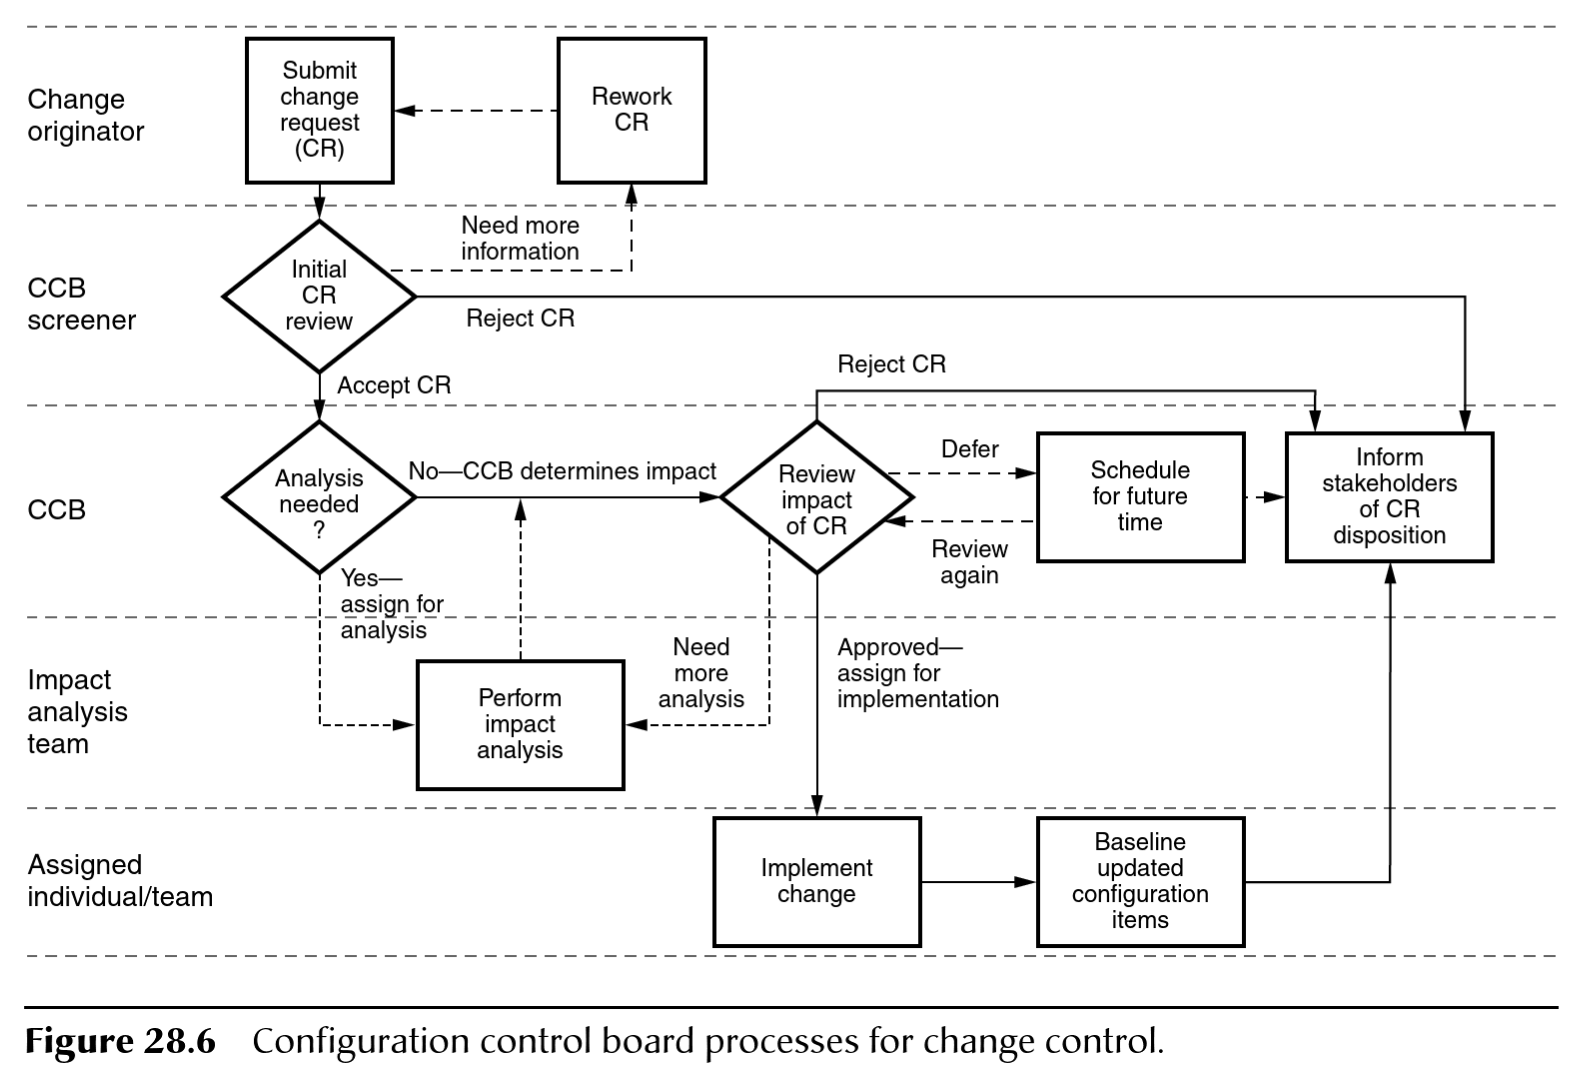 Change
originator
Submit
change
request
(CR)
Rework
CR
CCB
screener
Initial
CR
review
Need more
information
Reject CR
Accept CR
Reject CR
CCB
Analysis
needed
?
No—CCB determines impact
Review
impact
of CR
Defer
Review
again
Schedule
for future
time
Inform
stakeholders
of CR
disposition
Yes—
assign for
analysis
Impact
analysis
team
Perform
impact
analysis
Need
more
analysis
Approved—
assign for
implementation
Assigned
individual/team
Implement
change
Baseline
updated
configuration
items
Figure 28.6 Configuration control board processes for change control.